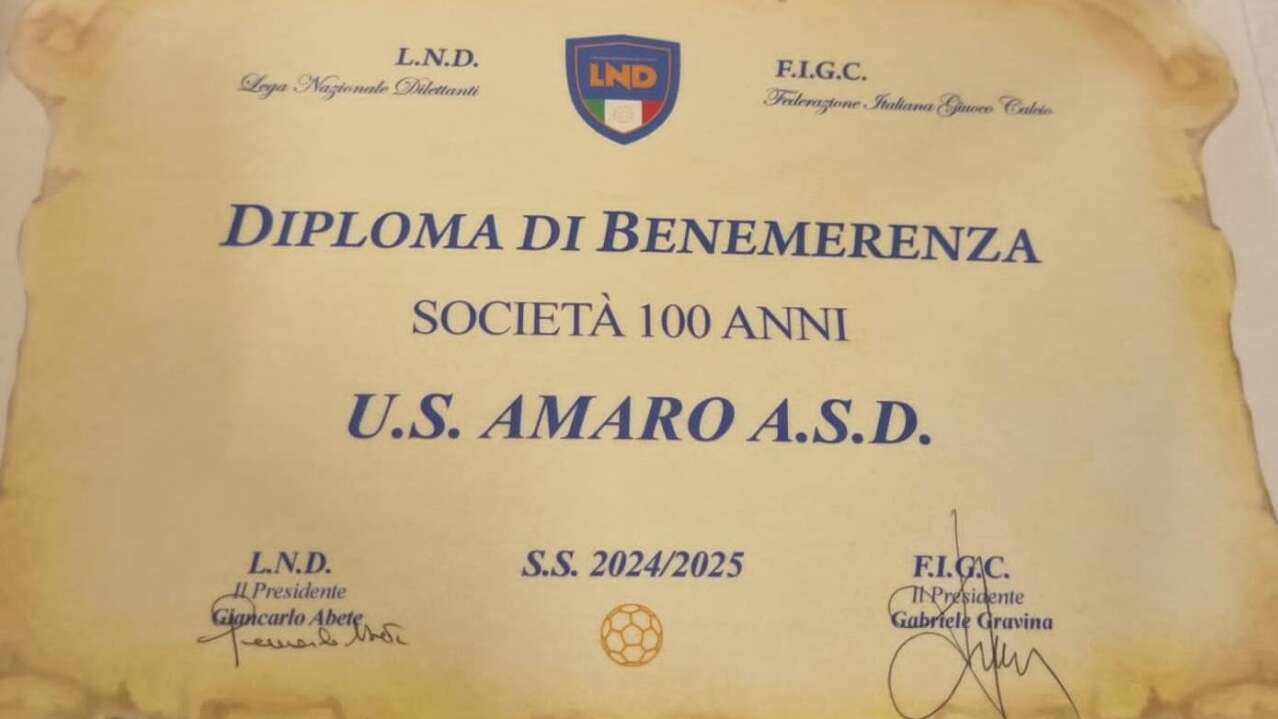 L.N.D.
Lega Nazionale Dilettanti
LND
F.I.G.C.
Federazione Italiana Giuoco Calcio
DIPLOMA DI BENEMERENZA
SOCIETÀ 100 ANNI
U.S. AMARO A.S.D.
L.N.D.
Il Presidente
Giancarlo Abete
S.S. 2024/2025
F.I.G.C.
Il Presidente
Gabriele Gravina